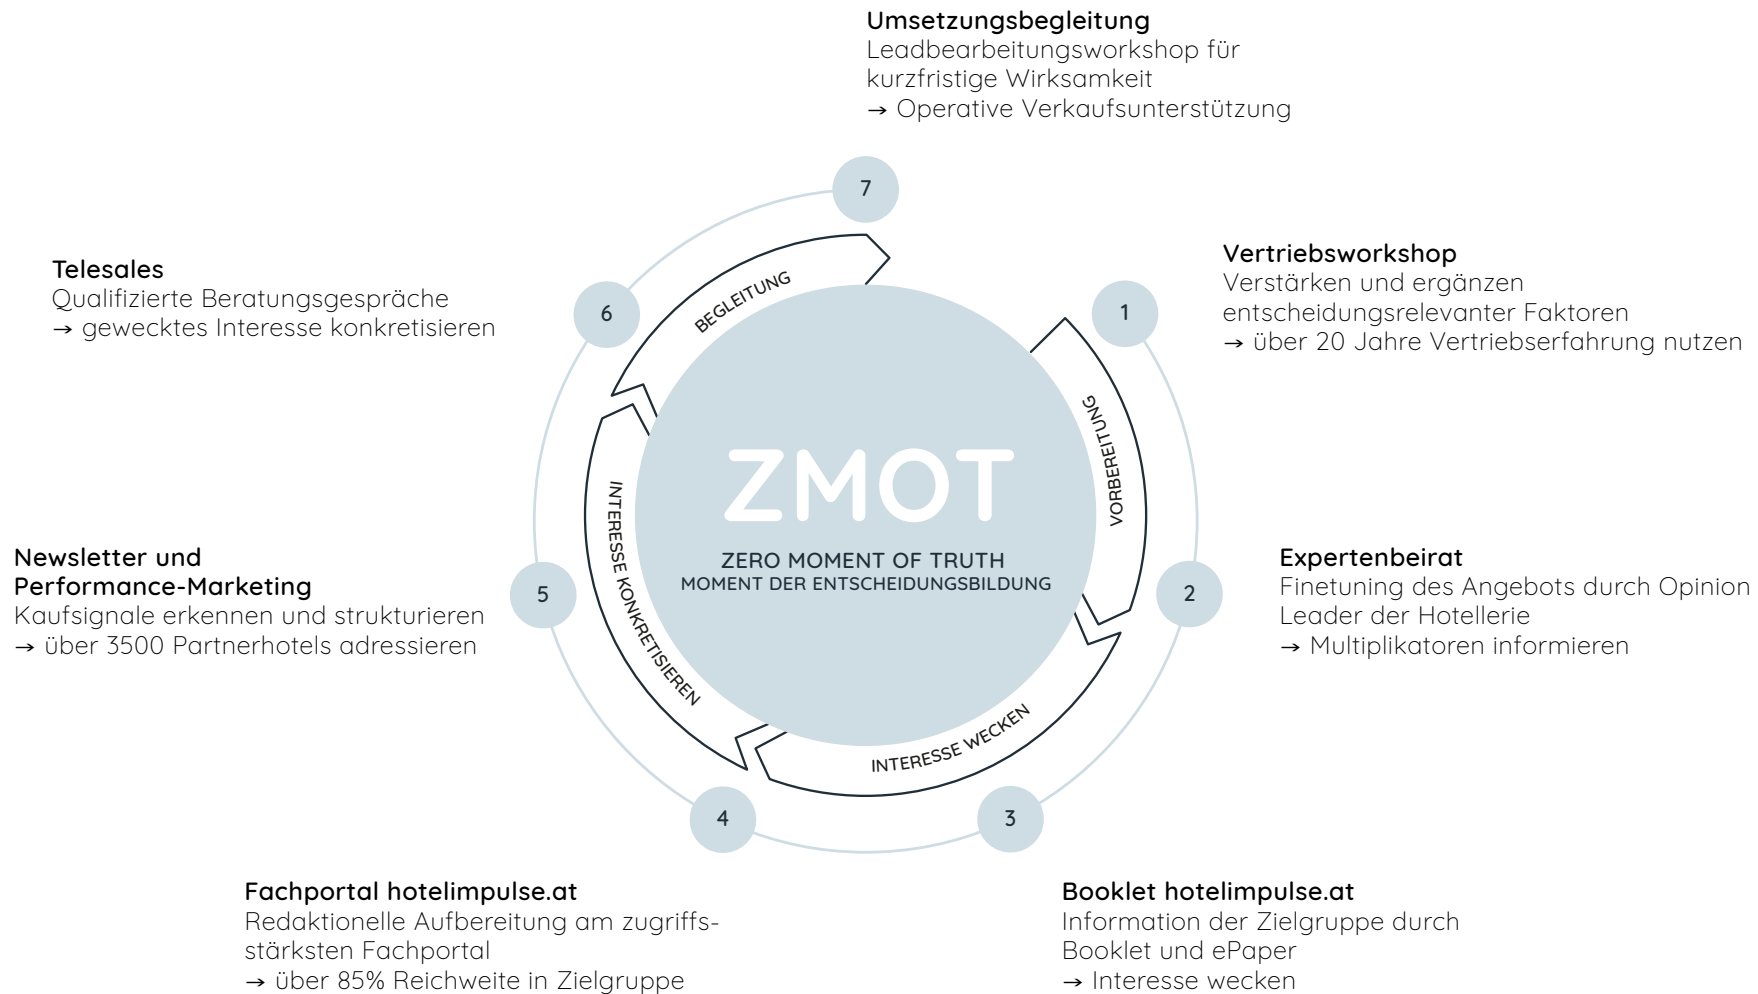 Umsetzungsbegleitung
Leadbearbeitungsworkshop für
kurzfristige Wirksamkeit
→ Operative Verkaufsunterstützung
7
Telesales
Qualifizierte Beratungsgespräche
→ gewecktes Interesse konkretisieren
6
BEGLEITUNG
1
Vertriebsworkshop
Verstärken und ergänzen
entscheidungsrelevanter Faktoren
→ über 20 Jahre Vertriebserfahrung nutzen
VORBEREITUNG
ZMOT
ZERO MOMENT OF TRUTH
MOMENT DER ENTSCHEIDUNGSBILDUNG
INTERESSE KONKRETISIEREN
Newsletter und
Performance-Marketing
Kaufsignale erkennen und strukturieren
→ über 3500 Partnerhotels adressieren
5
2
Expertenbeirat
Finetuning des Angebots durch Opinion
Leader der Hotellerie
→ Multiplikatoren informieren
INTERESSE WECKEN
4
3
Fachportal hotelimpulse.at
Redaktionelle Aufbereitung am zugriffs-
stärksten Fachportal
→ über 85% Reichweite in Zielgruppe
Booklet hotelimpulse.at
Information der Zielgruppe durch
Booklet und ePaper
→ Interesse wecken